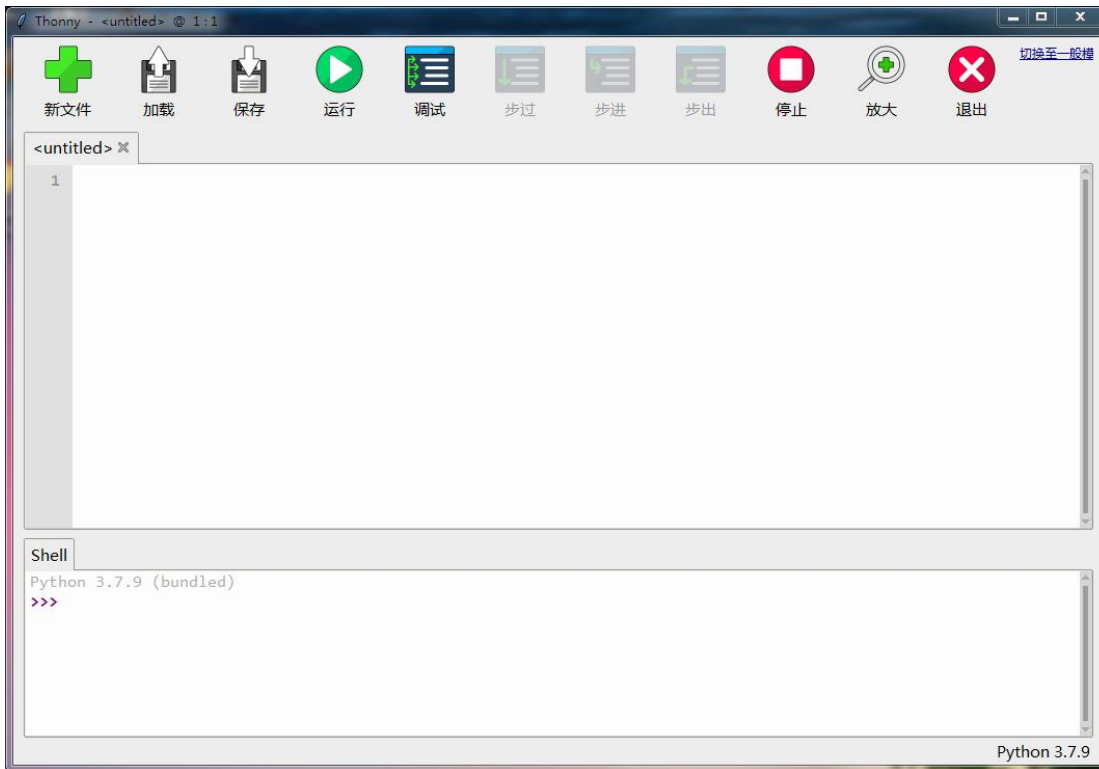 Thonny - <untitled> @ 1:1
新文件 加载 保存 运行 调试 步过 步进 步出 停止 放大 退出 切换至一般模
<untitled>
1
Shell
Python 3.7.9 (bundled)
>>>
Python 3.7.9